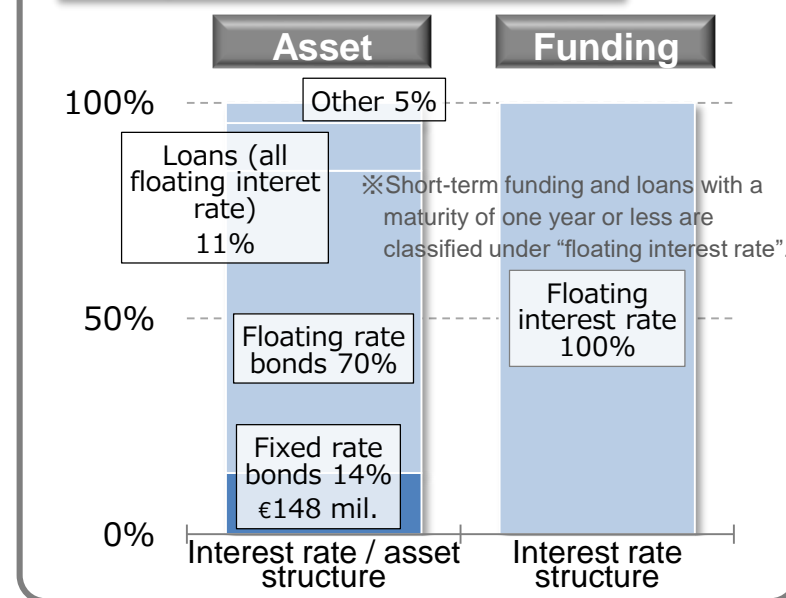 Asset
Funding
100%
Other 5%
Loans (all
floating interet
rate)
11%
※Short-term funding and loans with a
maturity of one year or less are
classified under “floating interest rate”.
50%
Floating rate
bonds 70%
Floating
interest rate
100%
Fixed rate
bonds 14%
€148 mil.
0%
Interest rate / asset
structure
Interest rate
structure